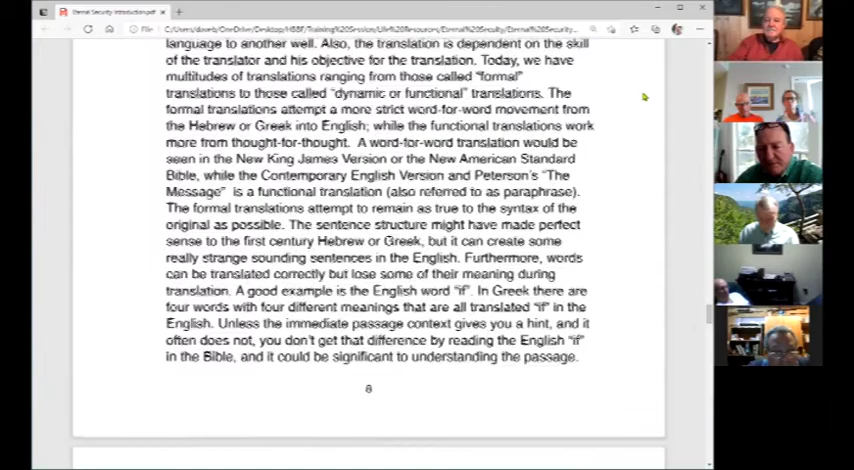 Eternal Security Introduction.pdf
File
language to another well. Also, the translation is dependent on the skill
of the translator and his objective for the translation. Today, we have
multitudes of translations ranging from those called "formal"
translations to those called "dynamic or functional" translations. The
formal translations attempt a more strict word-for-word movement from
the Hebrew or Greek into English; while the functional translations work
more from thought-for-thought. A word-for-word translation would be
seen in the New King James Version or the New American Standard
Bible, while the Contemporary English Version and Peterson's "The
Message" is a functional translation (also referred to as paraphrase).
The formal translations attempt to remain as true to the syntax of the
original as possible. The sentence structure might have made perfect
sense to the first century Hebrew or Greek, but it can create some
really strange sounding sentences in the English. Furthermore, words
can be translated correctly but lose some of their meaning during
translation. A good example is the English word "if". In Greek there are
four words with four different meanings that are all translated "if" in the
English. Unless the immediate passage context gives you a hint, and it
often does not, you don't get that difference by reading the English "if"
in the Bible, and it could be significant to understanding the passage.
8